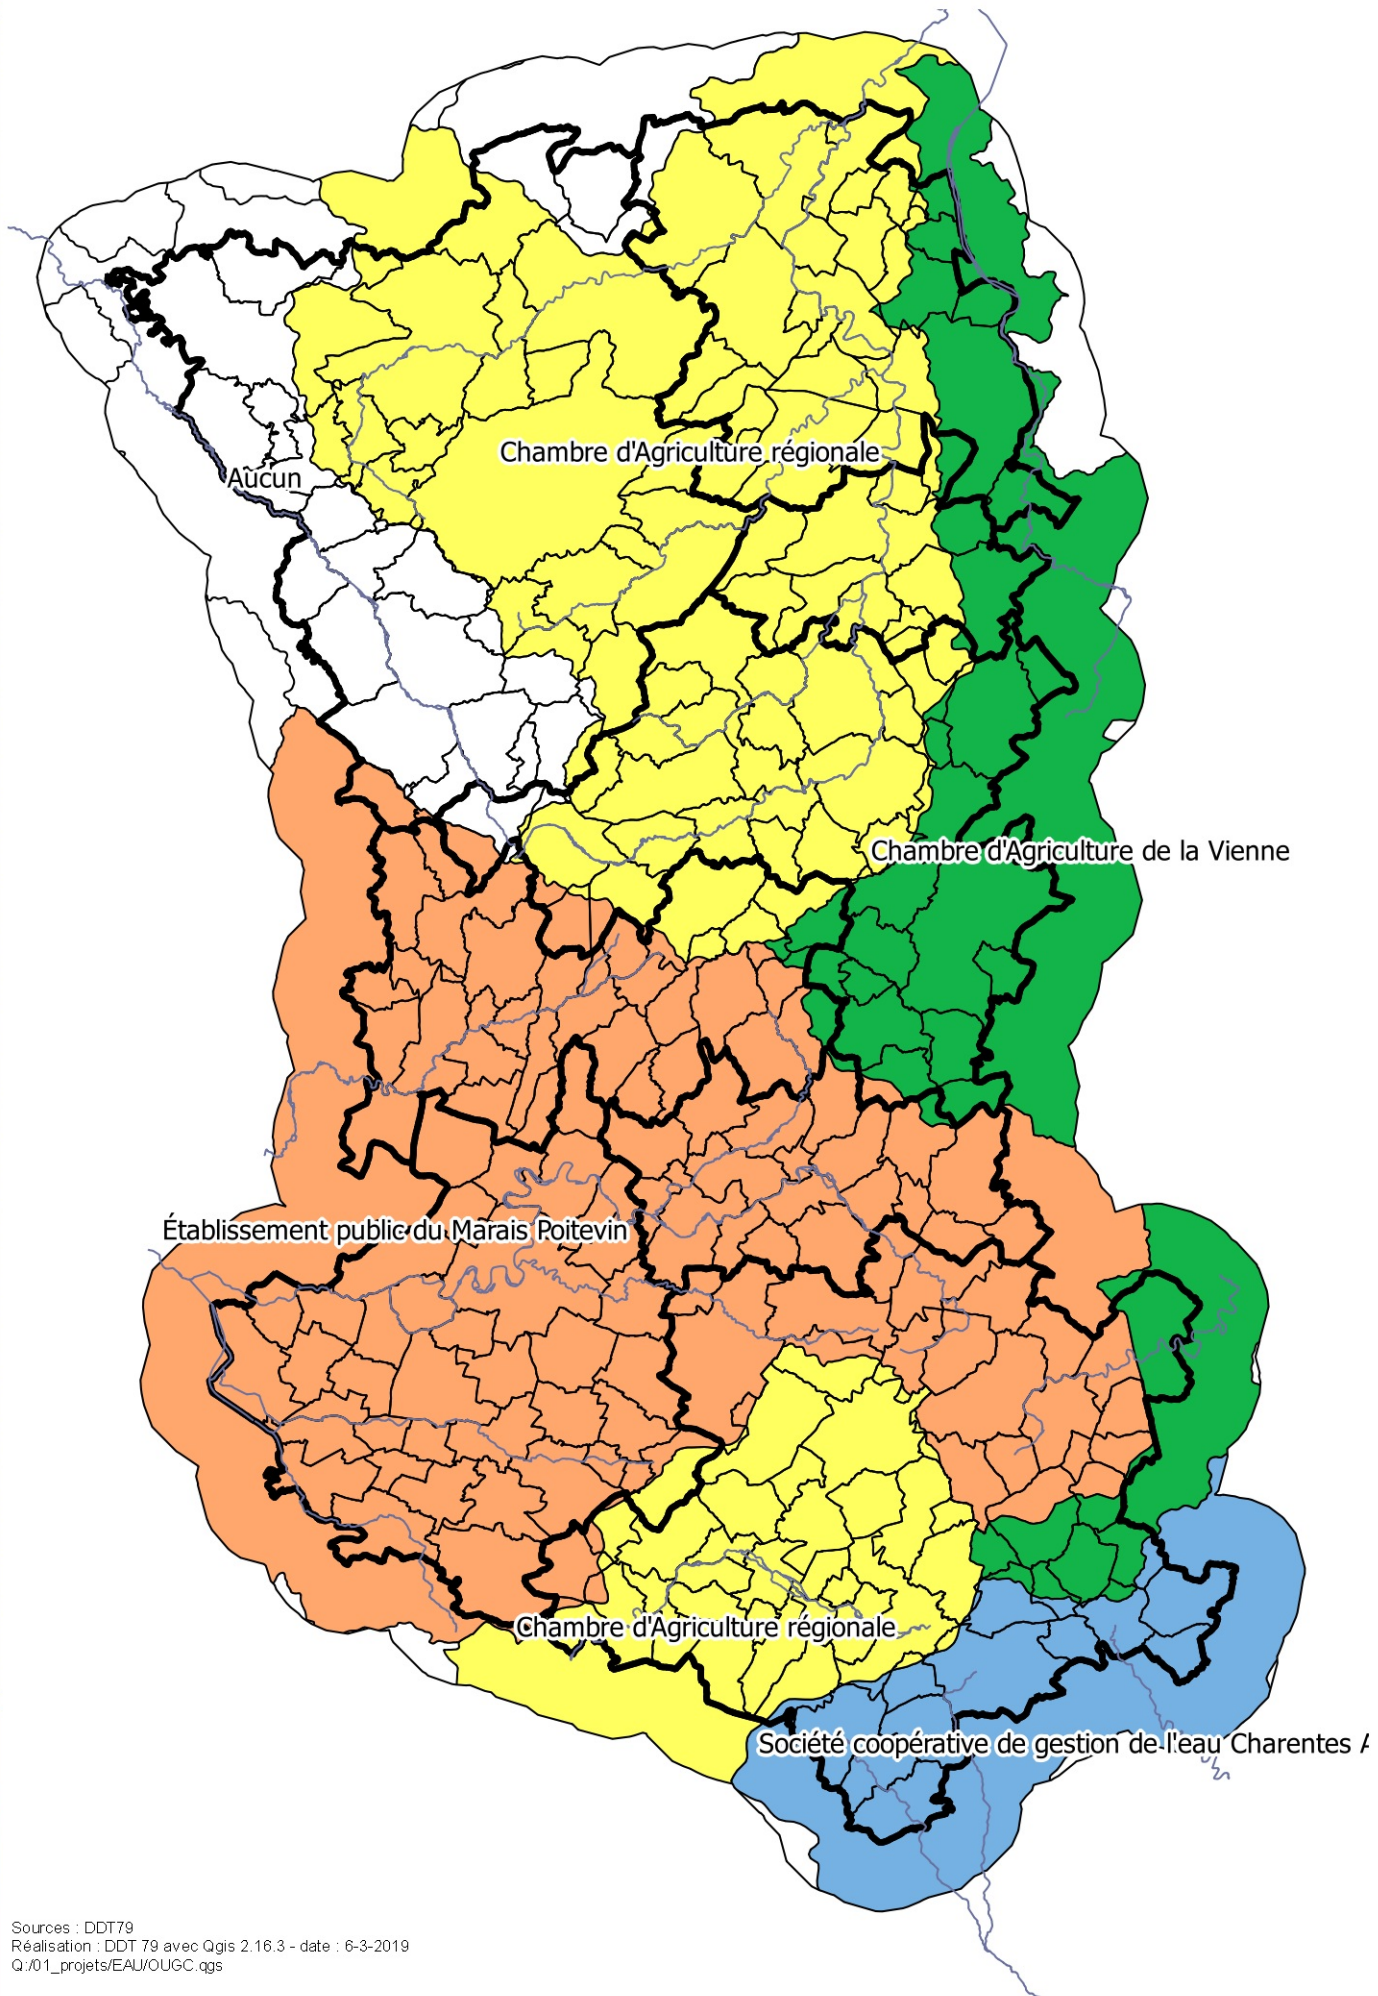 Chambre d'Agriculture régionale
Aucun
Chambre d'Agriculture de la Vienne
Établissement public du Marais Poitevin
Chambre d'Agriculture régionale
Société coopérative de gestion de l'eau Charentes A
Sources : DDT79
Réalisation : DDT 79 avec Qgis 2.16.3 - date : 6-3-2019
Q:/01_projets/EAU/OUGC.qgs